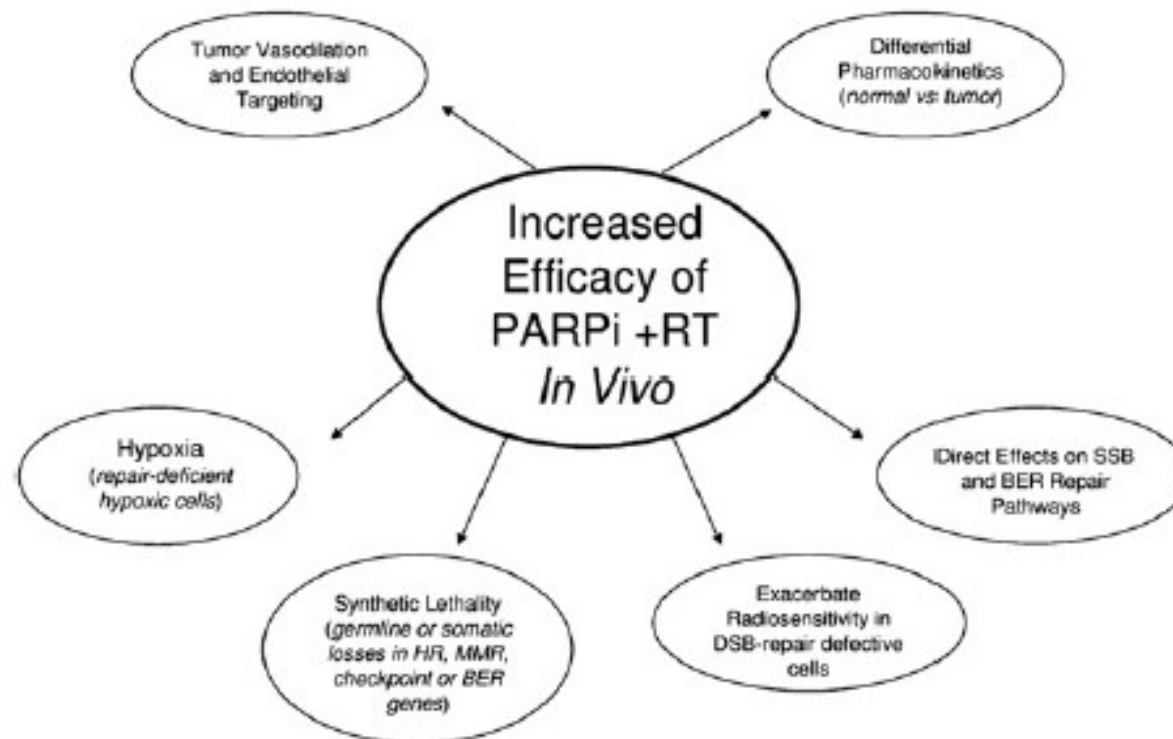 Tumor Vasodilation
and Endothelial
Targeting
Differential
Pharmacolkinetics
(normal vs tumor)
Increased
Efficacy of
PARPi +RT
In Vivo
Hypoxia
(repair-deficient
hypoxic cells)
IDirect Effects on SSB
and BER Repair
Pathways
Synthetic Lethality
(germline or somatic
losses in HR, MMR,
checkpoint or BER
genes)
Exacerbate
Radiosensitivity in
DSB-repair defective
cells